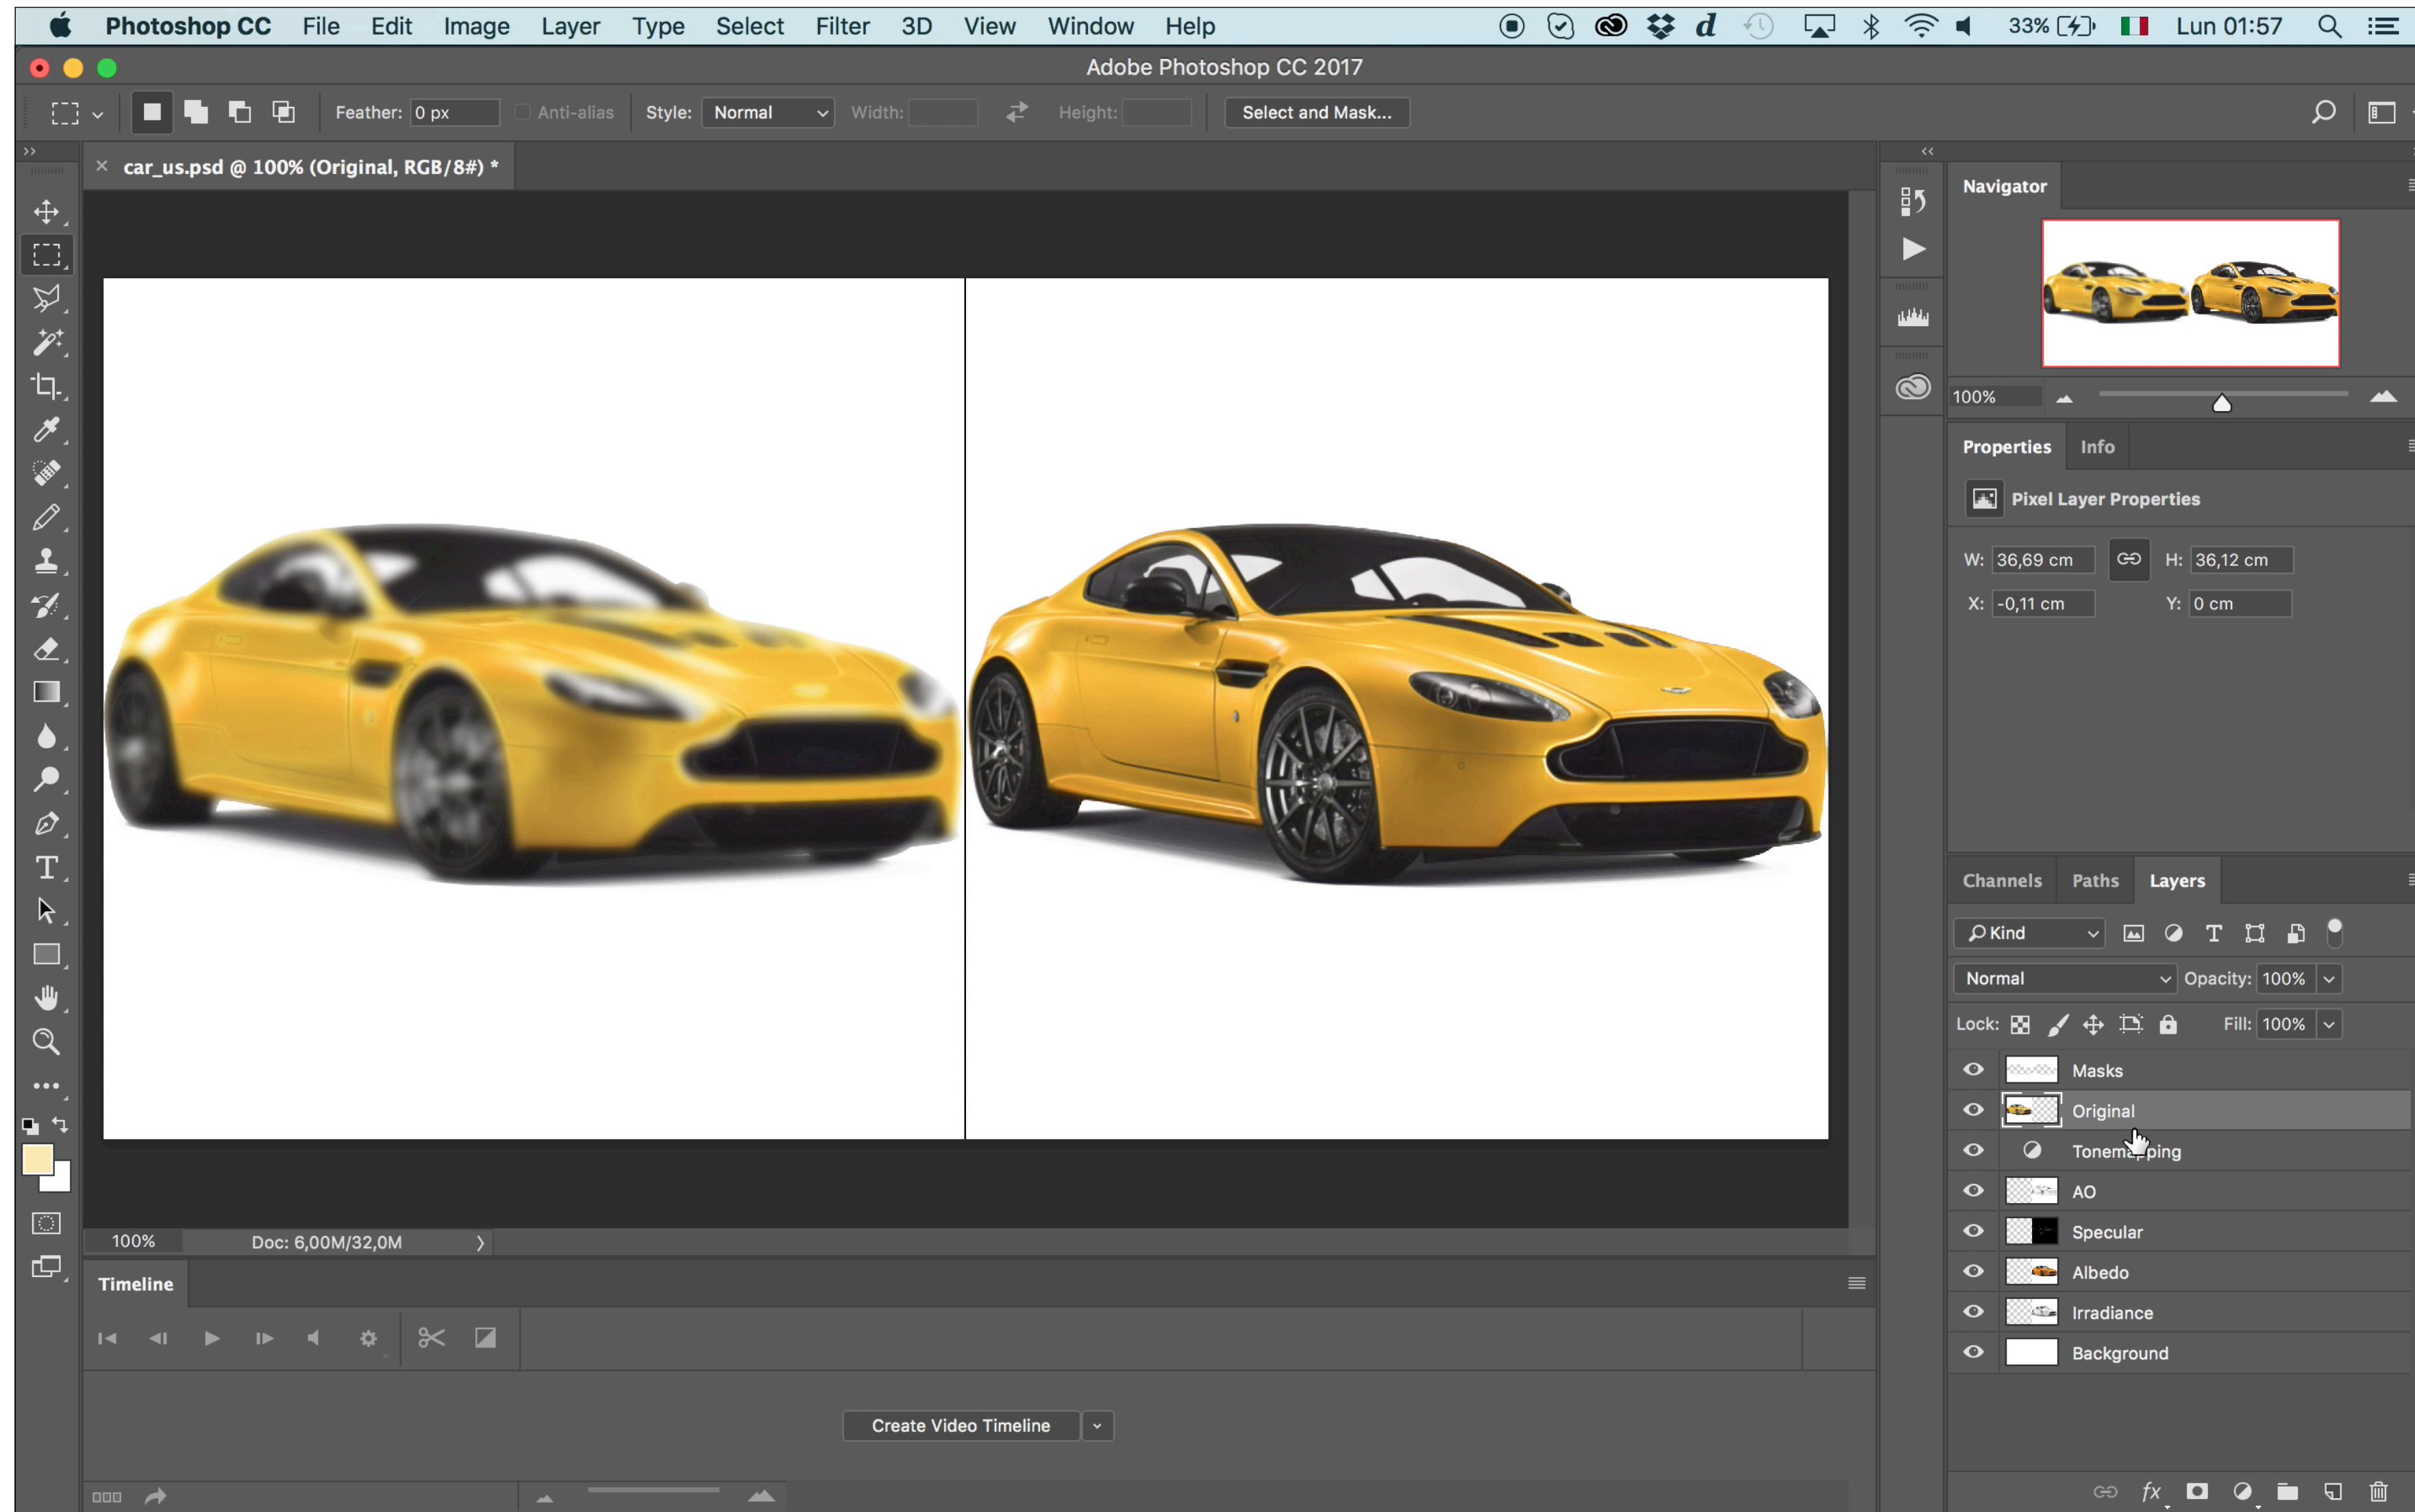 Photoshop CC File Edit Image Layer Type Select Filter 3D View Window Help 33% Lun 01:57
Adobe Photoshop CC 2017
Feather: 0 px Anti-alias Style: Normal Width: Height: Select and Mask...
× car_us.psd @ 100% (Original, RGB/8#) *
Navigator
100%
Properties Info
Pixel Layer Properties
W: 36,69 cm H: 36,12 cm
X: -0,11 cm Y: 0 cm
Channels Paths Layers
Kind
Normal Opacity: 100%
Lock: Fill: 100%
Masks
Original
Tonemapping
AO
Specular
Albedo
Irradiance
Background
100% Doc: 6,00M/32,0M
Timeline
Create Video Timeline
fx